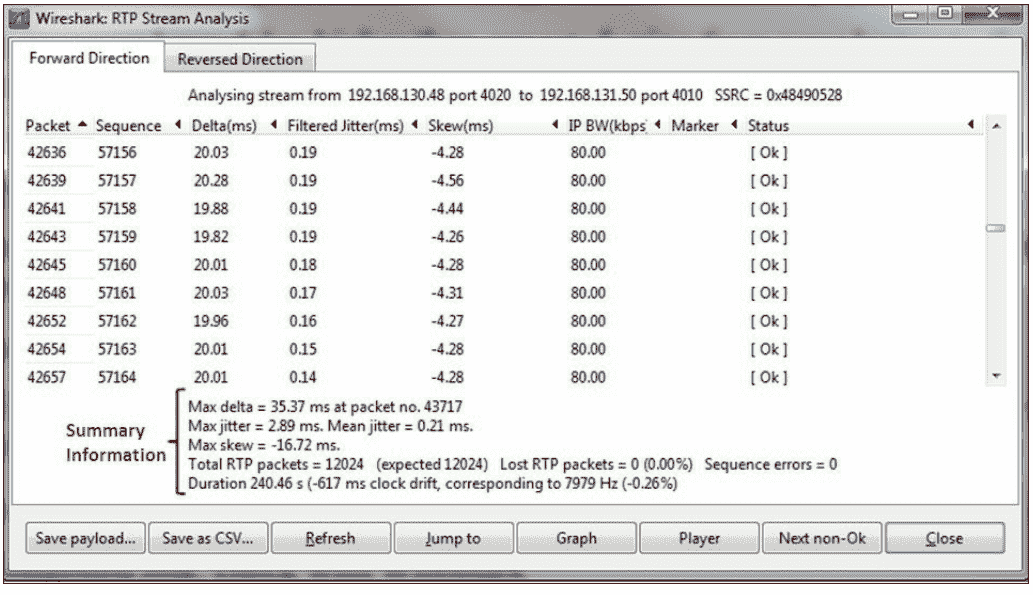 Wireshark: RTP Stream Analysis
Forward Direction Reversed Direction
Analysing stream from 192.168.130.48 port 4020 to 192.168.131.50 port 4010 SSRC = 0x48490528
Packet Sequence Delta(ms) Filtered Jitter(ms) Skew(ms) IP BW(kbps) Marker Status
42636 57156 20.03 0.19 -4.28 80.00 [ Ok ]
42639 57157 20.28 0.19 -4.56 80.00 [ Ok ]
42641 57158 19.88 0.19 -4.44 80.00 [ Ok ]
42643 57159 19.82 0.19 -4.26 80.00 [ Ok ]
42645 57160 20.01 0.18 -4.28 80.00 [ Ok ]
42648 57161 20.03 0.17 -4.31 80.00 [ Ok ]
42652 57162 19.96 0.16 -4.27 80.00 [ Ok ]
42654 57163 20.01 0.15 -4.28 80.00 [ Ok ]
42657 57164 20.01 0.14 -4.28 80.00 [ Ok ]
Summary
Information
Max delta = 35.37 ms at packet no. 43717
Max jitter = 2.89 ms. Mean jitter = 0.21 ms.
Max skew = -16.72 ms.
Total RTP packets = 12024 (expected 12024) Lost RTP packets = 0 (0.00%) Sequence errors = 0
Duration 240.46 s (-617 ms clock drift, corresponding to 7979 Hz (-0.26%)
Save payload... Save as CSV... Refresh Jump to Graph Player Next non-Ok Close